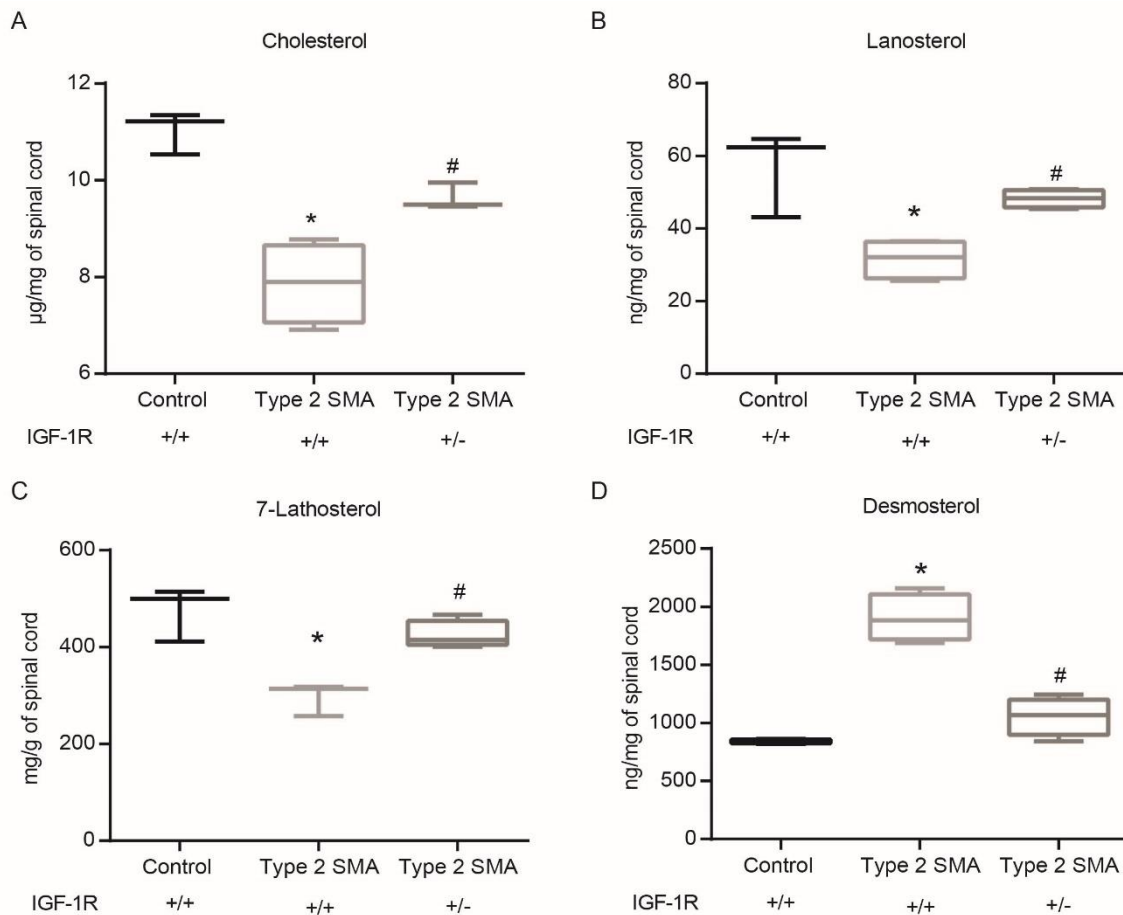 A
Cholesterol
µg/mg of spinal cord
12
10
8
6
*
#
Control Type 2 SMA Type 2 SMA
IGF-1R +/+ +/+ +/-
B
Lanosterol
ng/mg of spinal cord
80
60
40
20
0
*
#
Control Type 2 SMA Type 2 SMA
IGF-1R +/+ +/+ +/-
C
7-Lathosterol
mg/g of spinal cord
600
400
200
0
*
#
Control Type 2 SMA Type 2 SMA
IGF-1R +/+ +/+ +/-
D
Desmosterol
ng/mg of spinal cord
2500
2000
1500
1000
500
0
*
#
Control Type 2 SMA Type 2 SMA
IGF-1R +/+ +/+ +/-